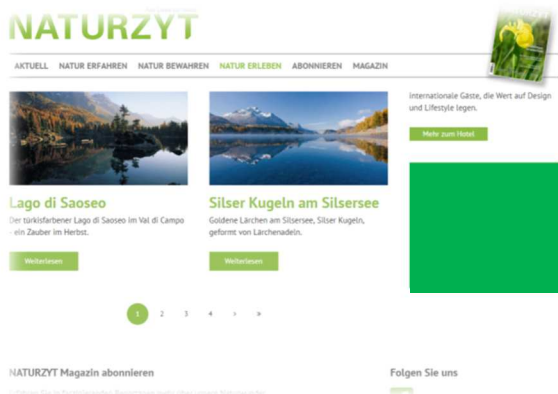 NATURZYT
AKTUELL NATUR ERFAHREN NATUR BEWAHREN NATUR ERLEBEN ABONNIEREN MAGAZIN
internationale Gäste, die Wert auf Design
und Lifestyle legen.
Mehr zum Hotel
Lago di Saoseo
Der türkisfarbener Lago di Saoseo im Val di Campo
- ein Zauber im Herbst.
Weiterlesen
Silser Kugeln am Silsersee
Goldene Lärchen am Silsersee, Silser Kugeln,
geformt von Lärchenadeln.
Weiterlesen
1 2 3 4 › »
NATURZYT Magazin abonnieren
Folgen Sie uns